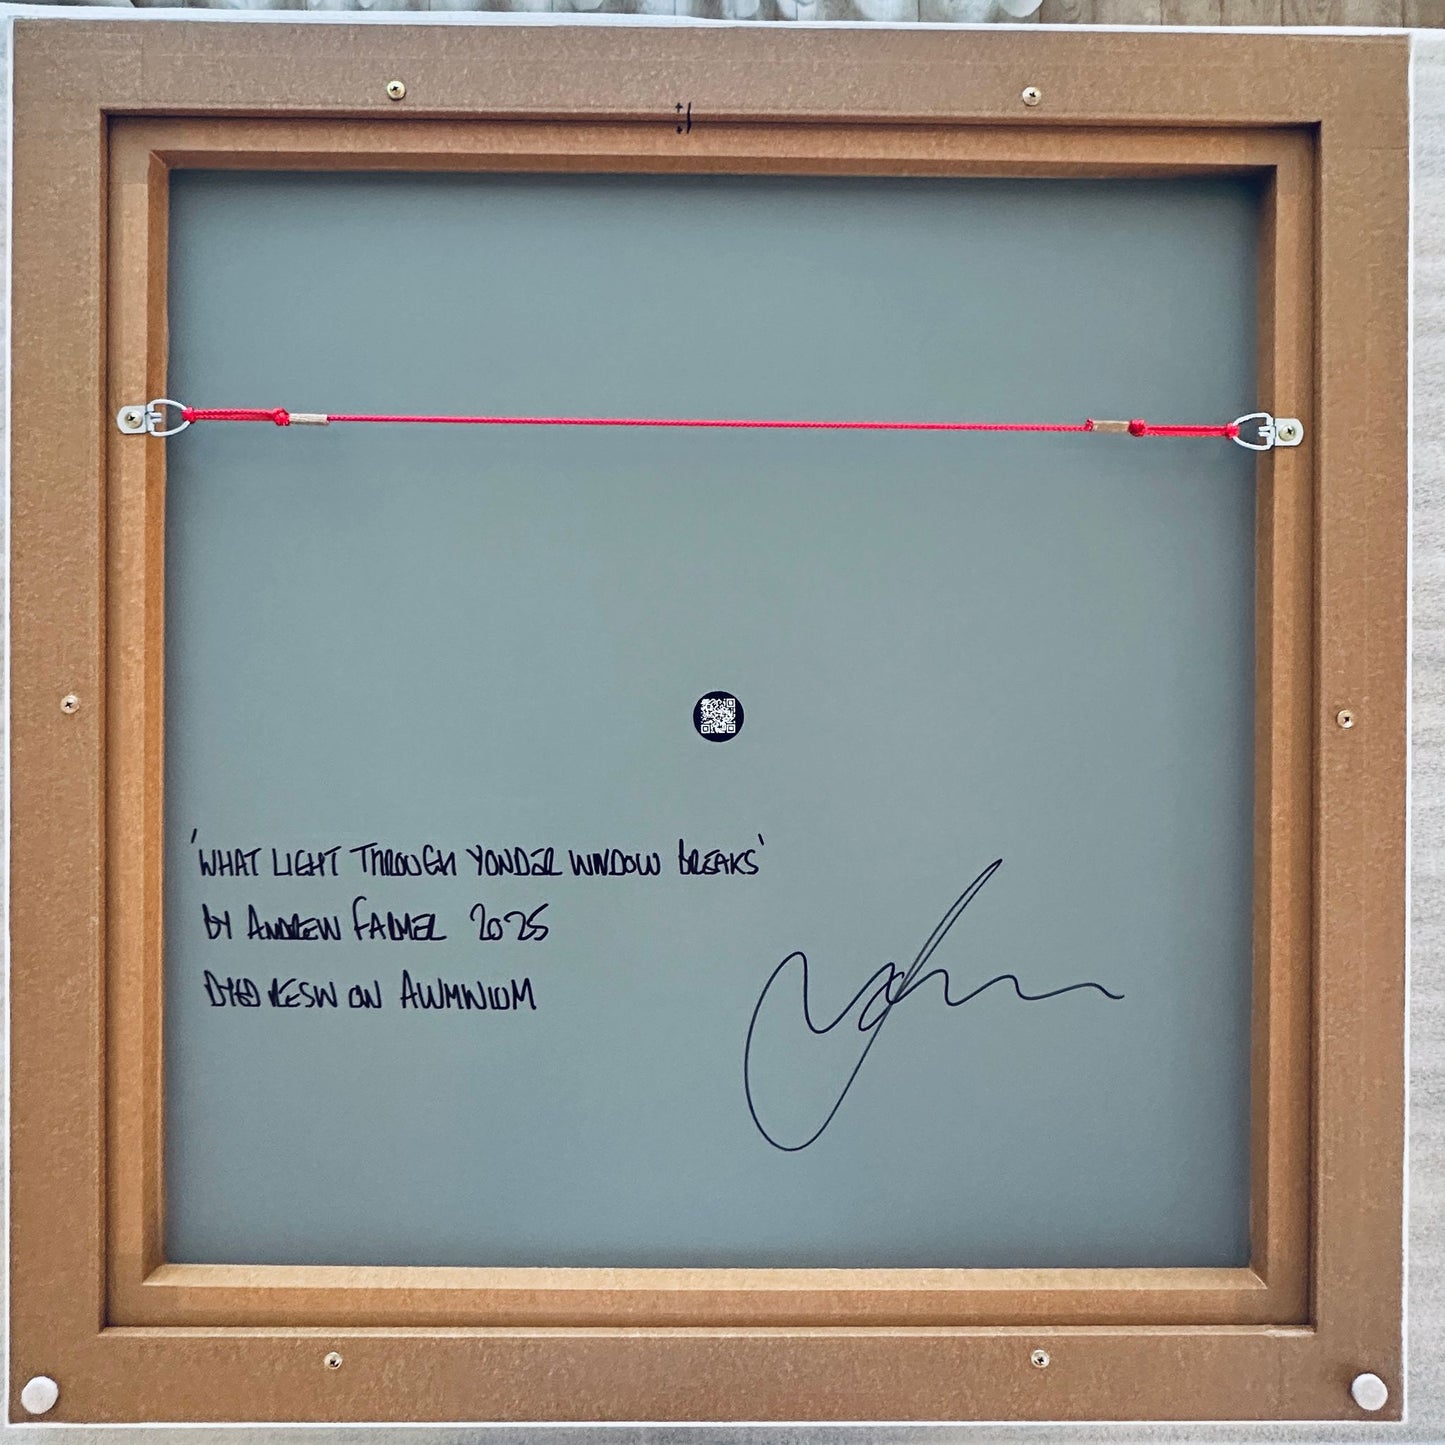 'WHAT LIGHT THROUGH YONDER WINDOW BREAKS'
BY ANDREW FARMER 2025
DYED RESIN ON ALUMINIUM